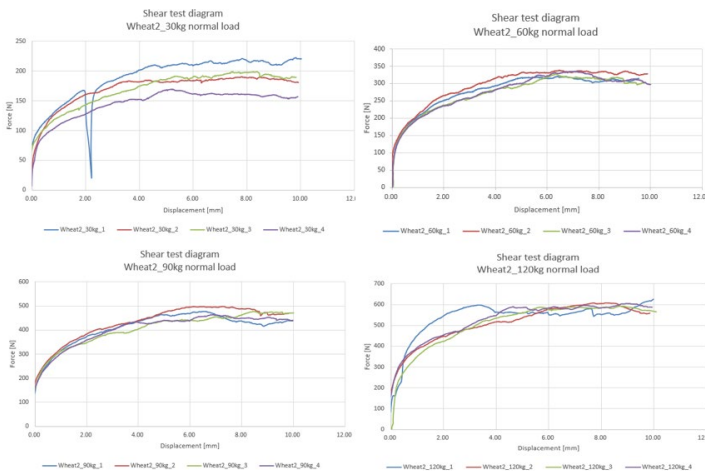 Shear test diagram
Wheat2_30kg normal load
Force [N]
250
200
150
100
50
0
0.00 2.00 4.00 6.00 8.00 10.00 12.0
Displacement [mm]
Wheat2_30kg_1 Wheat2_30kg_2 Wheat2_30kg_3 Wheat2_30kg_4
Shear test diagram
Wheat2_60kg normal load
Force [N]
400
350
300
250
200
150
100
50
0
0.00 2.00 4.00 6.00 8.00 10.00 12.00
Displacement [mm]
Wheat2_60kg_1 Wheat2_60kg_2 Wheat2_60kg_3 Wheat2_60kg_4
Shear test diagram
Wheat2_90kg normal load
Force [N]
600
500
400
300
200
100
0
0.00 2.00 4.00 6.00 8.00 10.00 12.00
Displacement [mm]
Wheat2_90kg_1 Wheat2_90kg_2 Wheat2_90kg_3 Wheat2_90kg_4
Shear test diagram
Wheat2_120kg normal load
Force [N]
700
600
500
400
300
200
100
0
0.00 2.00 4.00 6.00 8.00 10.00 12.00
Displacement [mm]
Wheat2_120kg_1 Wheat2_120kg_2 Wheat2_120kg_3 Wheat2_120kg_4